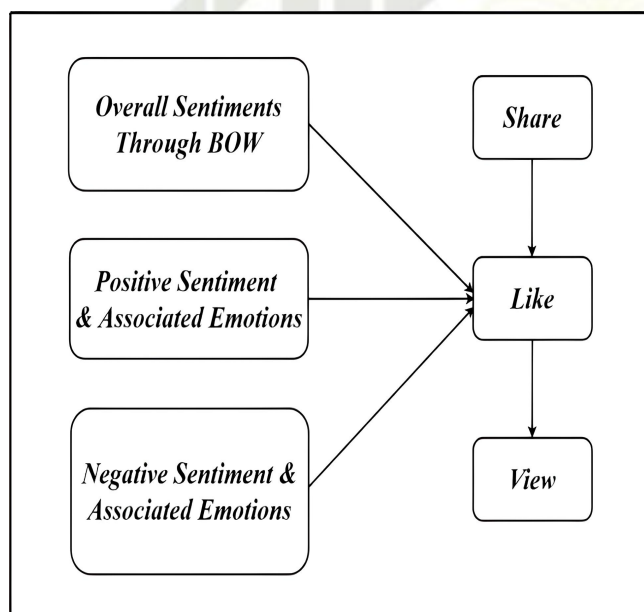 Overall Sentiments
Through BOW
Positive Sentiment
& Associated Emotions
Negative Sentiment &
Associated Emotions
Share
Like
View